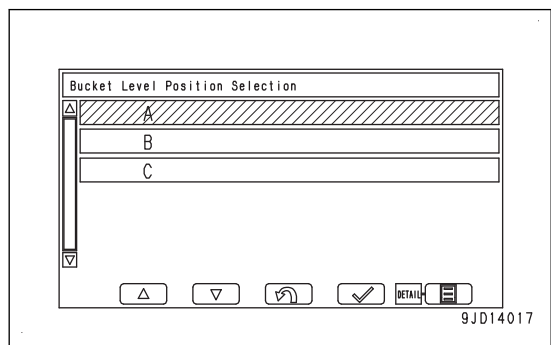 Bucket Level Position Selection
A
B
C
DETAIL
9JD14017